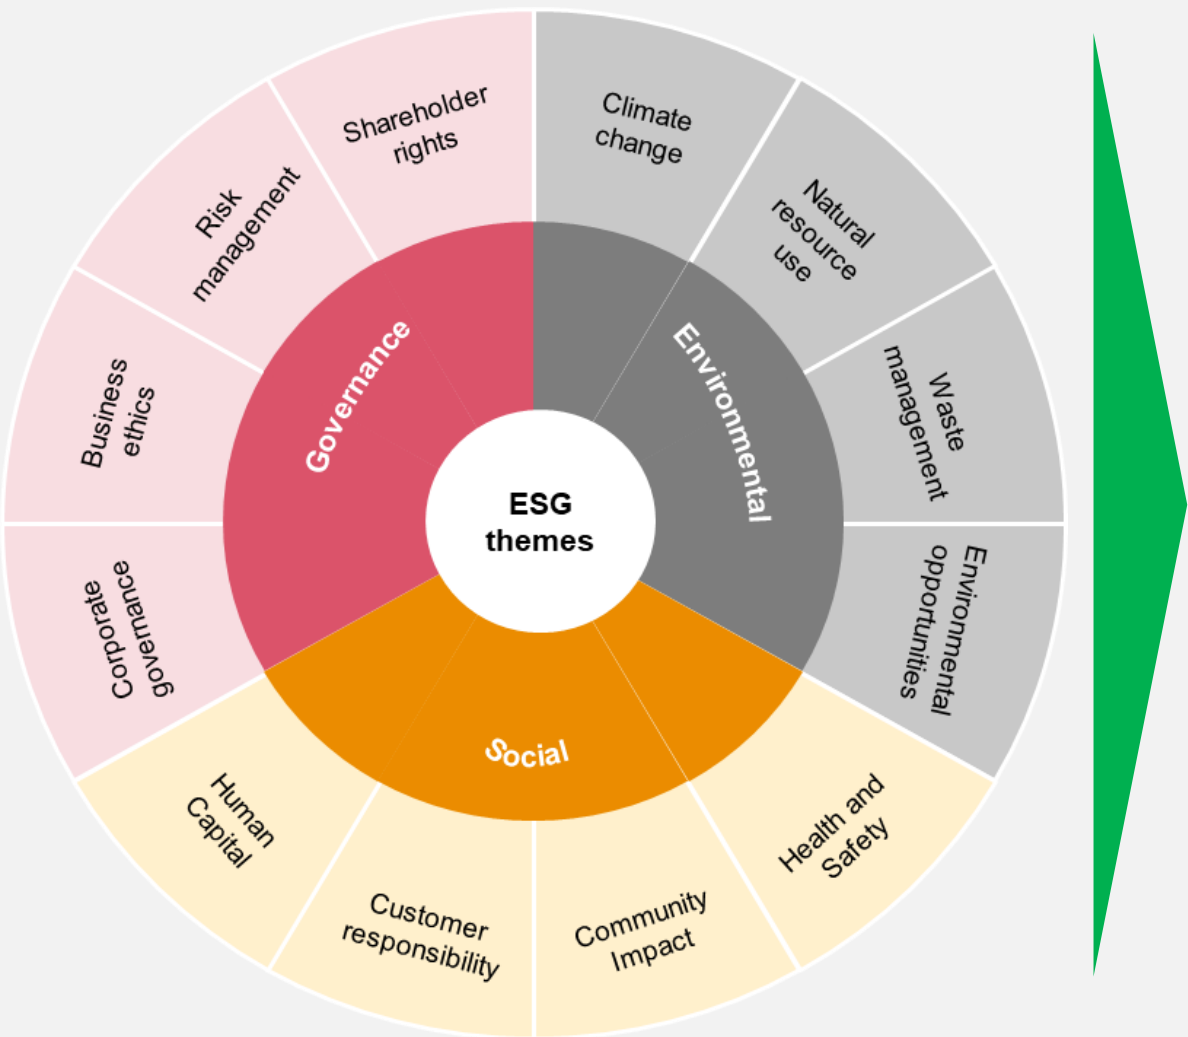 ESG
themes
Environmental
Social
Governance
Climate
change
Natural
resource
use
Waste
management
Environmental
opportunities
Health and
Safety
Community
Impact
Customer
responsibility
Human
Capital
Corporate
governance
Business
ethics
Risk
management
Shareholder
rights